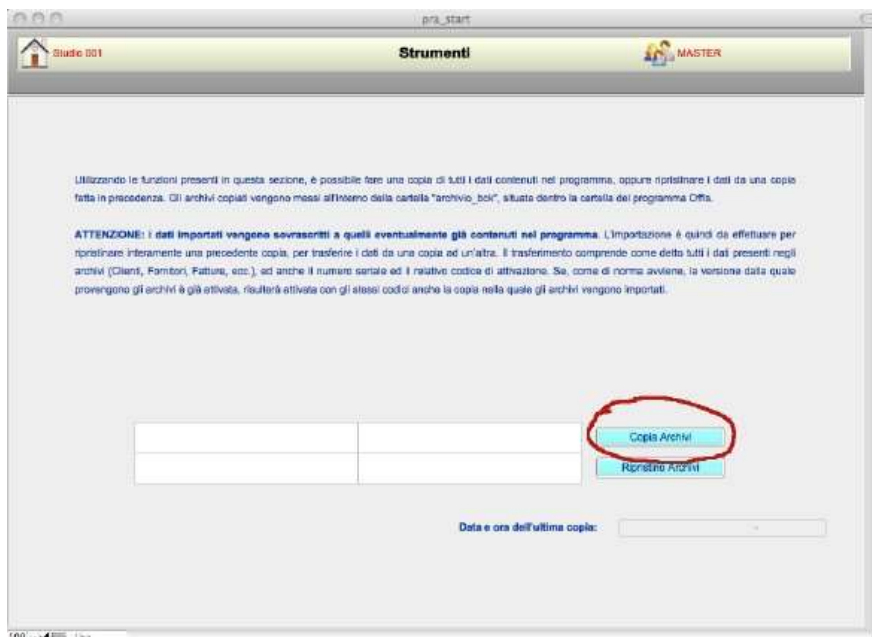 pra_start
Studio 001
Strumenti
MASTER
Utilizzando le funzioni presenti in questa sezione, è possibile fare una copia di tutti i dati contenuti nel programma, oppure ripristinare i dati da una copia
fatta in precedenza. Gli archivi copiati vengono messi all'interno della cartella "archivio_bck", situata dentro la cartella del programma Offis.
ATTENZIONE: i dati importati vengono sovrascritti a quelli eventualmente già contenuti nel programma. L'importazione è quindi da effettuare per
ripristinare interamente una precedente copia, per trasferire i dati da una copia ad un'altra. Il trasferimento comprende come detto tutti i dati presenti negli
archivi (Clienti, Fornitori, Fatture, ecc.), ed anche il numero seriale ed il relativo codice di attivazione. Se, come di norma avviene, la versione dalla quale
provengono gli archivi è già attivata, risulterà attivata con gli stessi codici anche la copia nella quale gli archivi vengono importati.
Copia Archivi
Ripristino Archivi
Data e ora dell'ultima copia:
-
100